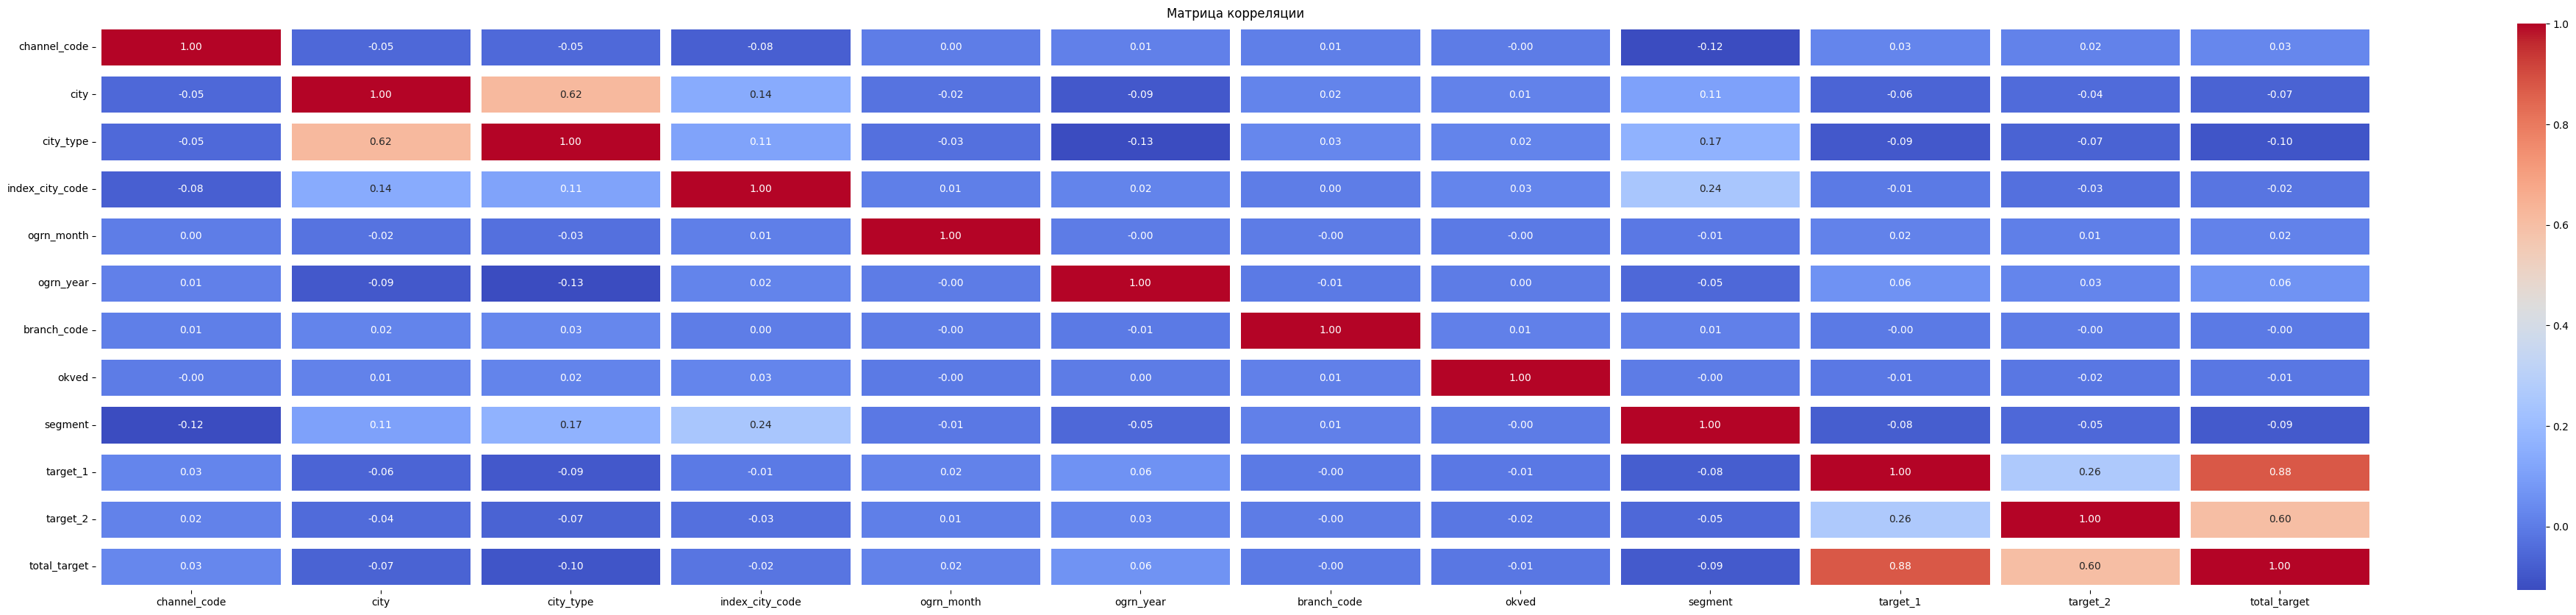 Матрица корреляции
channel_code 1.00 -0.05 -0.05 -0.08 0.00 0.01 0.01 -0.00 -0.12 0.03 0.02 0.03
city -0.05 1.00 0.62 0.14 -0.02 -0.09 0.02 0.01 0.11 -0.06 -0.04 -0.07
city_type -0.05 0.62 1.00 0.11 -0.03 -0.13 0.03 0.02 0.17 -0.09 -0.07 -0.10
index_city_code -0.08 0.14 0.11 1.00 0.01 0.02 0.00 0.03 0.24 -0.01 -0.03 -0.02
ogrn_month 0.00 -0.02 -0.03 0.01 1.00 -0.00 -0.00 -0.00 -0.01 0.02 0.01 0.02
ogrn_year 0.01 -0.09 -0.13 0.02 -0.00 1.00 -0.01 0.00 -0.05 0.06 0.03 0.06
branch_code 0.01 0.02 0.03 0.00 -0.00 -0.01 1.00 0.01 0.01 -0.00 -0.00 -0.00
okved -0.00 0.01 0.02 0.03 -0.00 0.00 0.01 1.00 -0.00 -0.01 -0.02 -0.01
segment -0.12 0.11 0.17 0.24 -0.01 -0.05 0.01 -0.00 1.00 -0.08 -0.05 -0.09
target_1 0.03 -0.06 -0.09 -0.01 0.02 0.06 -0.00 -0.01 -0.08 1.00 0.26 0.88
target_2 0.02 -0.04 -0.07 -0.03 0.01 0.03 -0.00 -0.02 -0.05 0.26 1.00 0.60
total_target 0.03 -0.07 -0.10 -0.02 0.02 0.06 -0.00 -0.01 -0.09 0.88 0.60 1.00
channel_code city city_type index_city_code ogrn_month ogrn_year branch_code okved segment target_1 target_2 total_target
1.0
0.8
0.6
0.4
0.2
0.0